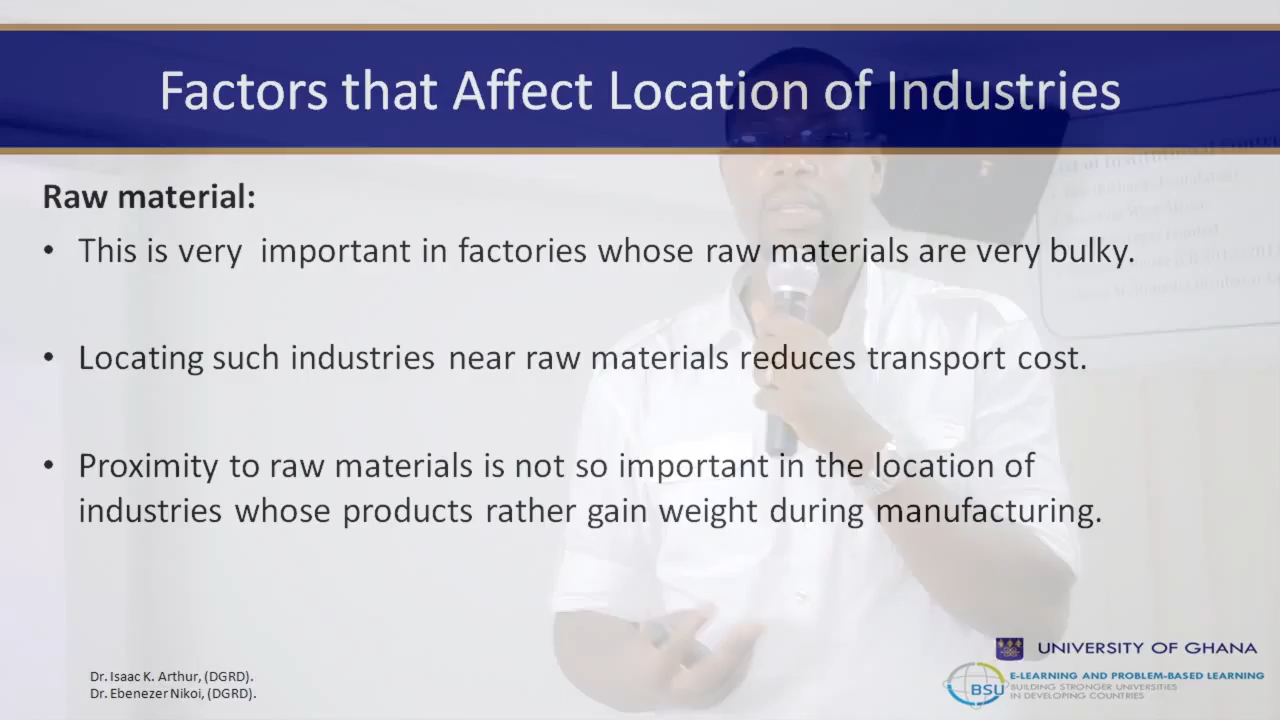 Factors that Affect Location of Industries
Raw material:
• This is very important in factories whose raw materials are very bulky.
• Locating such industries near raw materials reduces transport cost.
• Proximity to raw materials is not so important in the location of
industries whose products rather gain weight during manufacturing.
Dr. Isaac K. Arthur, (DGRD).
Dr. Ebenezer Nikoi, (DGRD).
UNIVERSITY OF GHANA
BSU
E-LEARNING AND PROBLEM-BASED LEARNING
BUILDING STRONGER UNIVERSITIES
IN DEVELOPING COUNTRIES